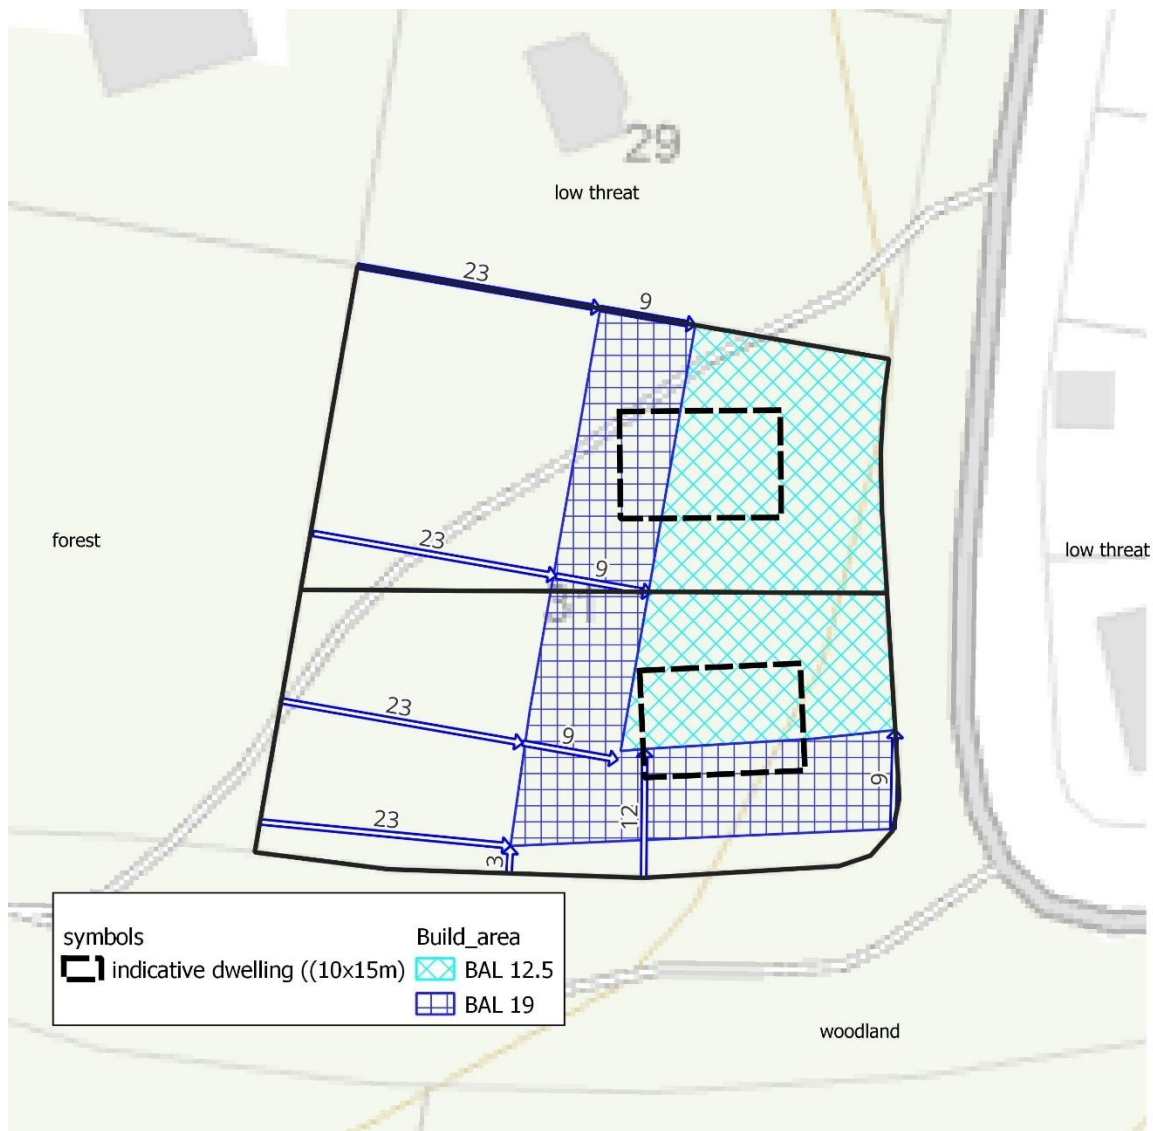 29
low threat
23
9
forest
23
9
low threat
31
23
9
9
12
23
3
symbols
indicative dwelling ((10x15m)
Build_area
BAL 12.5
BAL 19
woodland